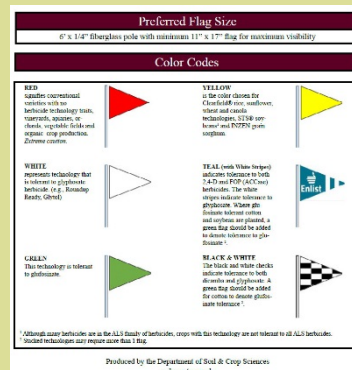 Preferred Flag Size
6' x 1/4" fiberglass pole with minimum 11" x 17" flag for maximum visibility
Color Codes
RED
signifies conventional
varieties with no
herbicide technology traits,
vineyards, apiaries, or-
chards, vegetable fields and
organic crop production.
Extreme caution.
YELLOW
is the color chosen for
Clearfield® rice, sunflower,
wheat and canola
technologies, STS® soy-
beans¹ and INZEN grain
sorghum
WHITE
represents technology that
is tolerant to glyphosate
herbicide. (e.g., Roundup
Ready, Glytol)
TEAL (with White Stripes)
indicates tolerance to both
2,4-D and FOP (ACCase)
herbicides. The white
stripes indicate tolerance to
glyphosate. Where glu-
fosinate tolerant cotton
and soybean are planted, a
green flag should be added
to denote tolerance to glu-
fosinate ².
Enlist
GREEN
This technology is tolerant
to glufosinate.
BLACK & WHITE
The black and white checks
indicate tolerance to both
dicamba and glyphosate. A
green flag should be added
for cotton to denote glufos-
inate tolerance ².
¹ Although many herbicides are in the ALS family of herbicides, crops with this technology are not tolerant to all ALS herbicides.
² Stacked technologies may require more than 1 flag.
Produced by the Department of Soil & Crop Sciences